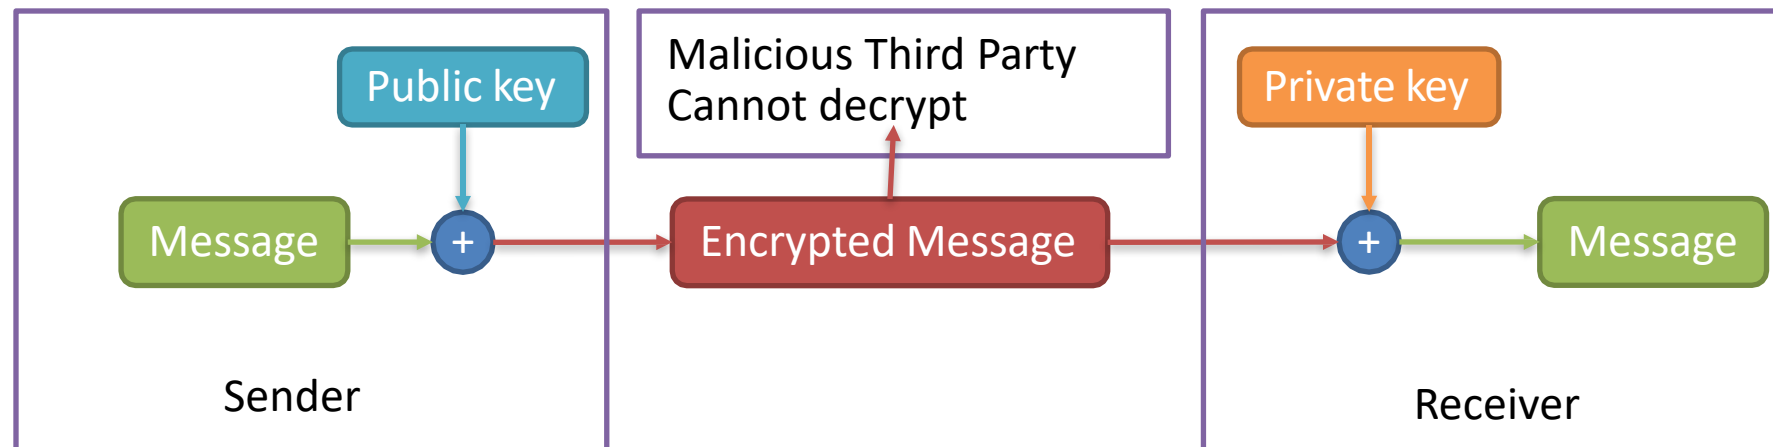 Public key
Malicious Third Party
Cannot decrypt
Private key
Message
+
Encrypted Message
+
Message
Sender
Receiver